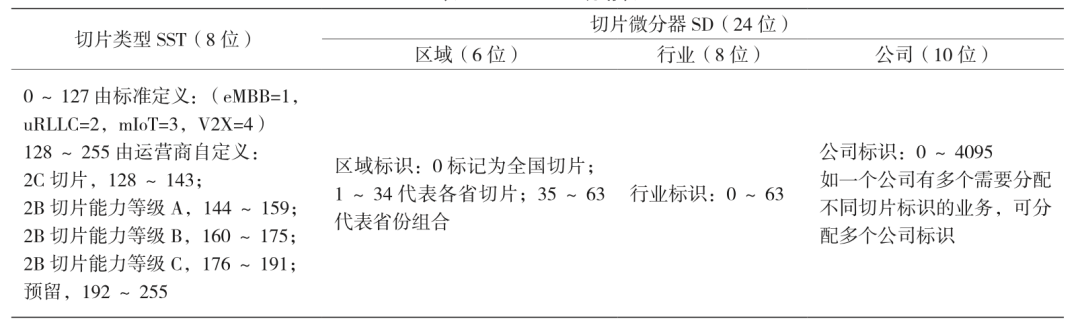 切片类型 SST（8 位）
切片微分器 SD（24 位）
区域（6 位）
行业（8 位）
公司（10 位）
0 ~ 127 由标准定义：（eMBB=1，
uRLLC=2，mIoT=3，V2X=4）
128 ~ 255 由运营商自定义：
2C 切片，128 ~ 143；
2B 切片能力等级 A，144 ~ 159；
2B 切片能力等级 B，160 ~ 175；
2B 切片能力等级 C，176 ~ 191；
预留，192 ~ 255
区域标识：0 标记为全国切片；
1 ~ 34 代表各省切片；35 ~ 63
代表省份组合
行业标识：0 ~ 63
公司标识：0 ~ 4095
如一个公司有多个需要分配
不同切片标识的业务，可分
配多个公司标识